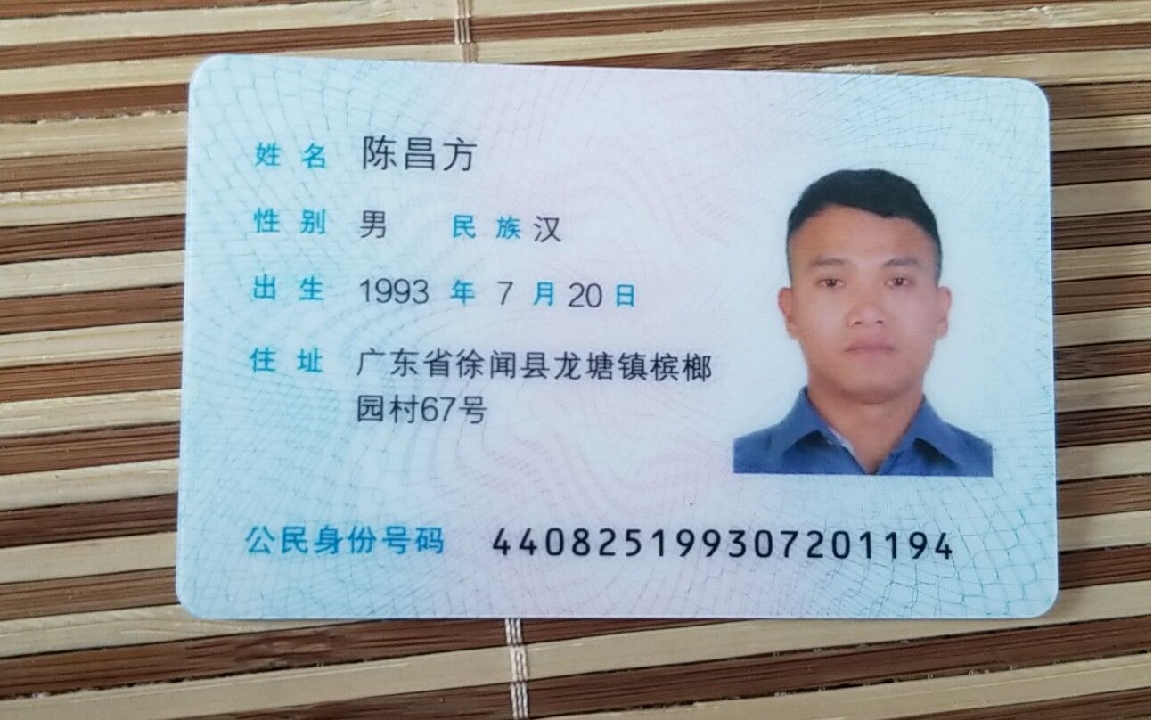 姓名 陈昌方
性别 男 民族 汉
出生 1993 年 7 月 20 日
住址 广东省徐闻县龙塘镇槟榔
园村67号
公民身份号码 440825199307201194